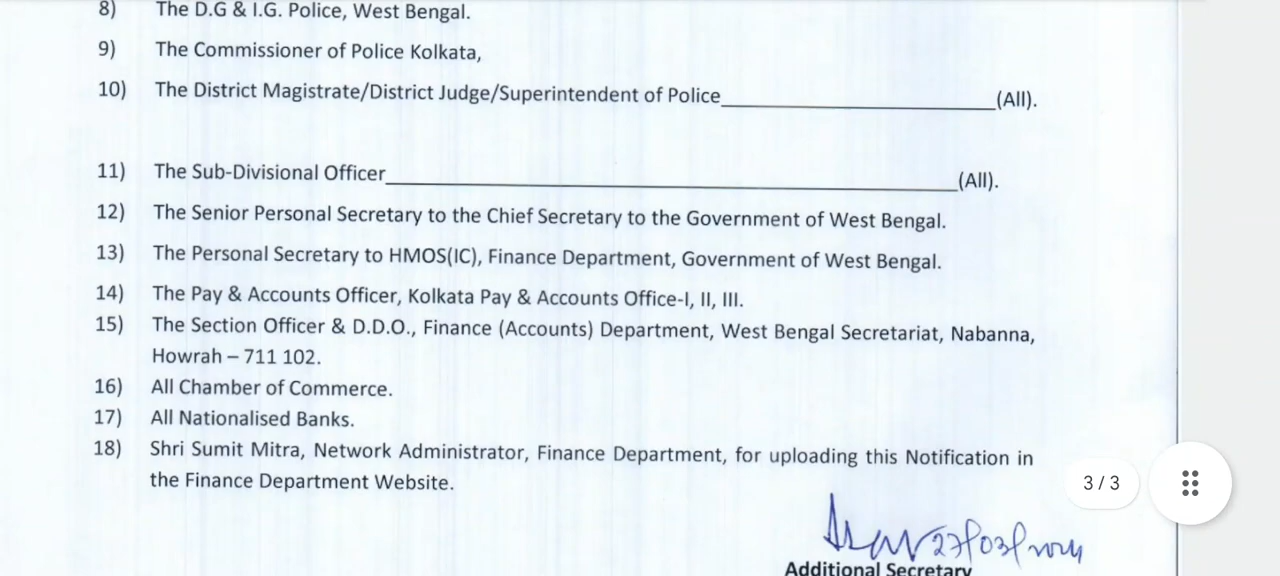 8) The D.G & I.G. Police, West Bengal.
9) The Commissioner of Police Kolkata,
10) The District Magistrate/District Judge/Superintendent of Police____________________(All).
11) The Sub-Divisional Officer____________________(All).
12) The Senior Personal Secretary to the Chief Secretary to the Government of West Bengal.
13) The Personal Secretary to HMOS(IC), Finance Department, Government of West Bengal.
14) The Pay & Accounts Officer, Kolkata Pay & Accounts Office-I, II, III.
15) The Section Officer & D.D.O., Finance (Accounts) Department, West Bengal Secretariat, Nabanna,
Howrah – 711 102.
16) All Chamber of Commerce.
17) All Nationalised Banks.
18) Shri Sumit Mitra, Network Administrator, Finance Department, for uploading this Notification in
the Finance Department Website.
3 / 3
27/03/2024
Additional Secretary